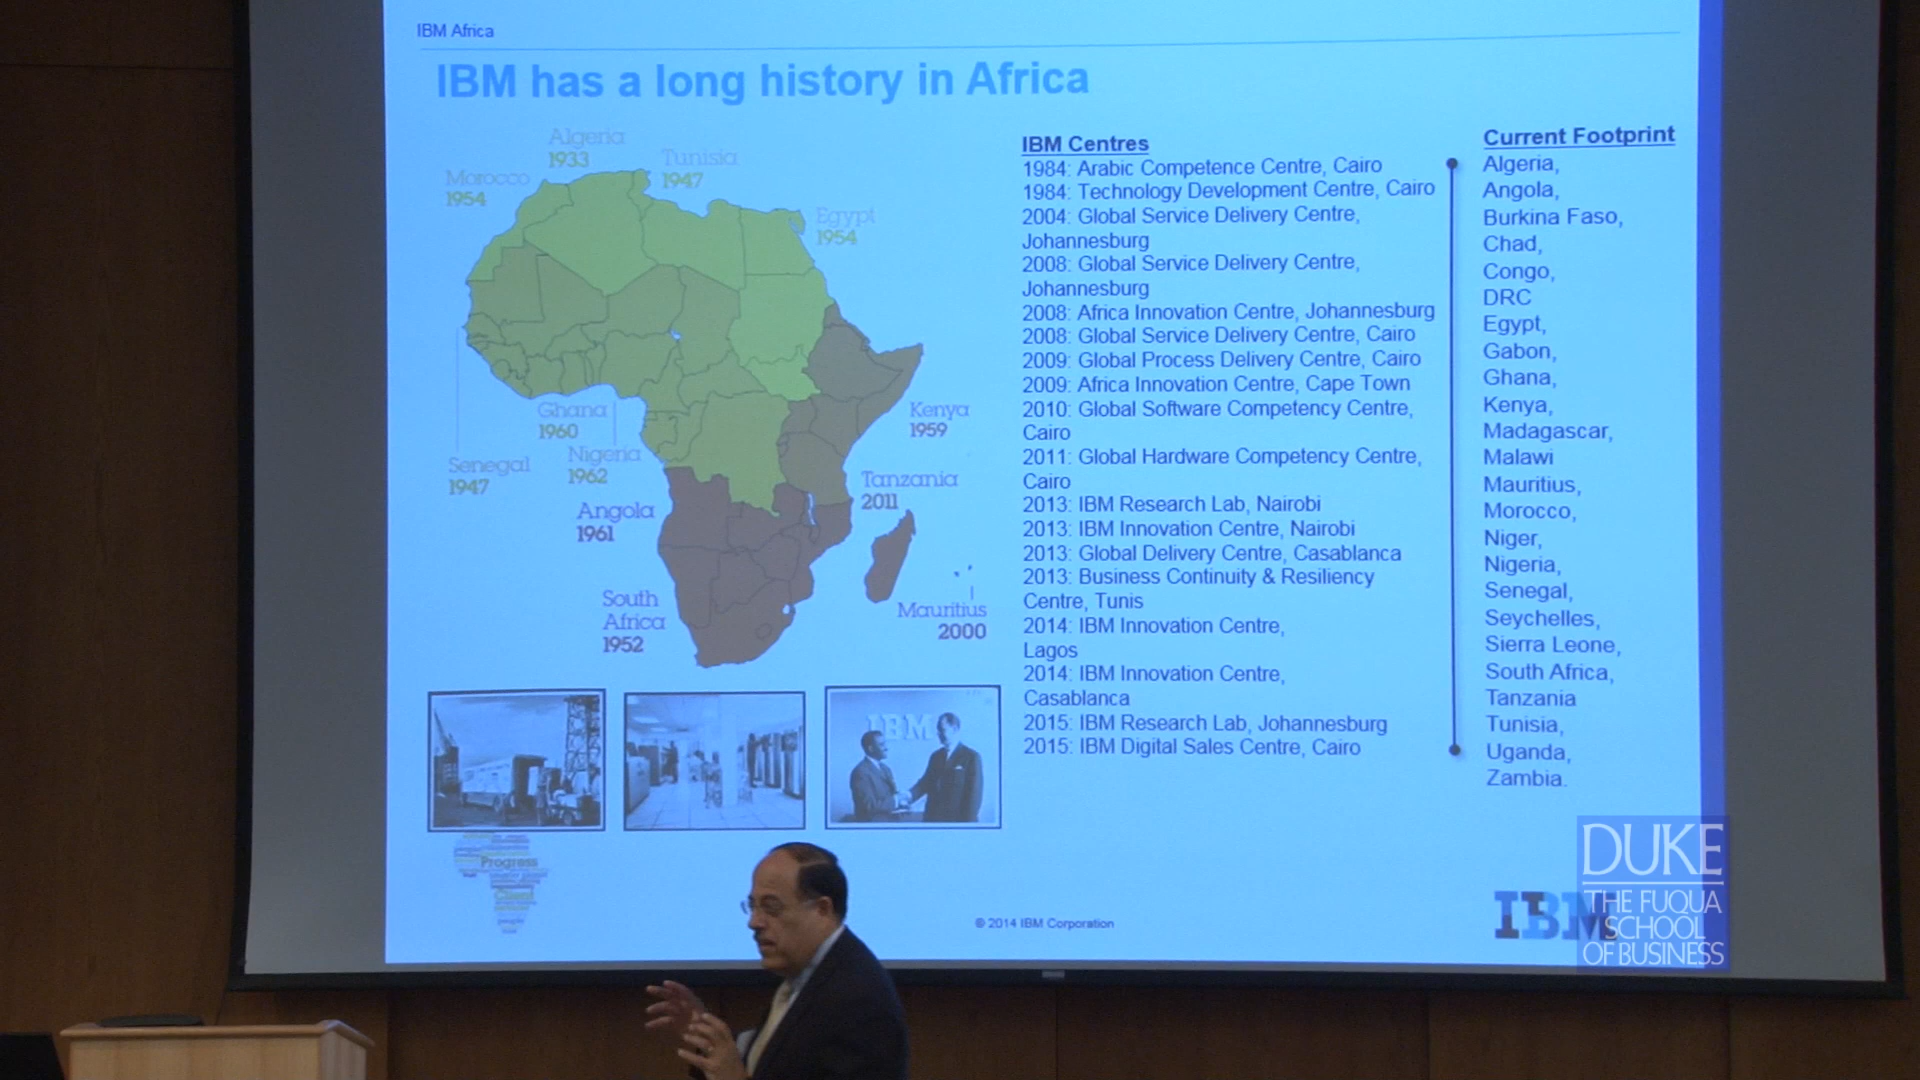 IBM Africa
IBM has a long history in Africa
Algeria
1933
Tunisia
1947
Morocco
1954
Egypt
1954
Ghana
1960
Kenya
1959
Senegal
1947
Nigeria
1962
Tanzania
2011
Angola
1961
South
Africa
1952
Mauritius
2000
IBM Centres
1984: Arabic Competence Centre, Cairo
1984: Technology Development Centre, Cairo
2004: Global Service Delivery Centre,
Johannesburg
2008: Global Service Delivery Centre,
Johannesburg
2008: Africa Innovation Centre, Johannesburg
2008: Global Service Delivery Centre, Cairo
2009: Global Process Delivery Centre, Cairo
2009: Africa Innovation Centre, Cape Town
2010: Global Software Competency Centre,
Cairo
2011: Global Hardware Competency Centre,
Cairo
2013: IBM Research Lab, Nairobi
2013: IBM Innovation Centre, Nairobi
2013: Global Delivery Centre, Casablanca
2013: Business Continuity & Resiliency
Centre, Tunis
2014: IBM Innovation Centre,
Lagos
2014: IBM Innovation Centre,
Casablanca
2015: IBM Research Lab, Johannesburg
2015: IBM Digital Sales Centre, Cairo
Current Footprint
Algeria,
Angola,
Burkina Faso,
Chad,
Congo,
DRC
Egypt,
Gabon,
Ghana,
Kenya,
Madagascar,
Malawi
Mauritius,
Morocco,
Niger,
Nigeria,
Senegal,
Seychelles,
Sierra Leone,
South Africa,
Tanzania
Tunisia,
Uganda,
Zambia.
IBM
Progress
Client
people
© 2014 IBM Corporation
IBM
DUKE
THE FUQUA
SCHOOL
OF BUSINESS